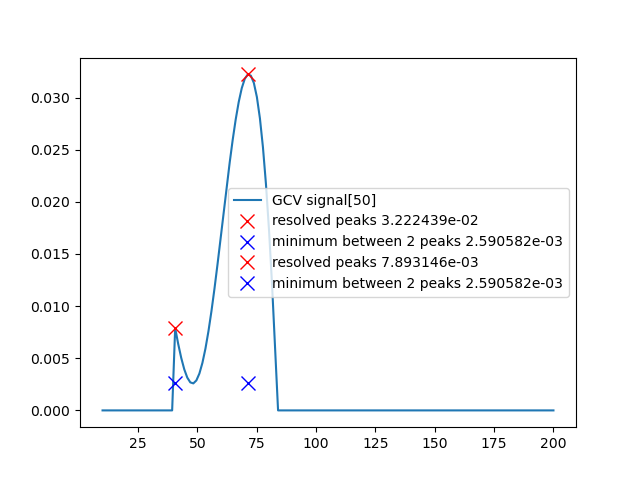 0.030
0.025
0.020
0.015
0.010
0.005
0.000
GCV signal[50]
resolved peaks 3.222439e-02
minimum between 2 peaks 2.590582e-03
resolved peaks 7.893146e-03
minimum between 2 peaks 2.590582e-03
25 50 75 100 125 150 175 200